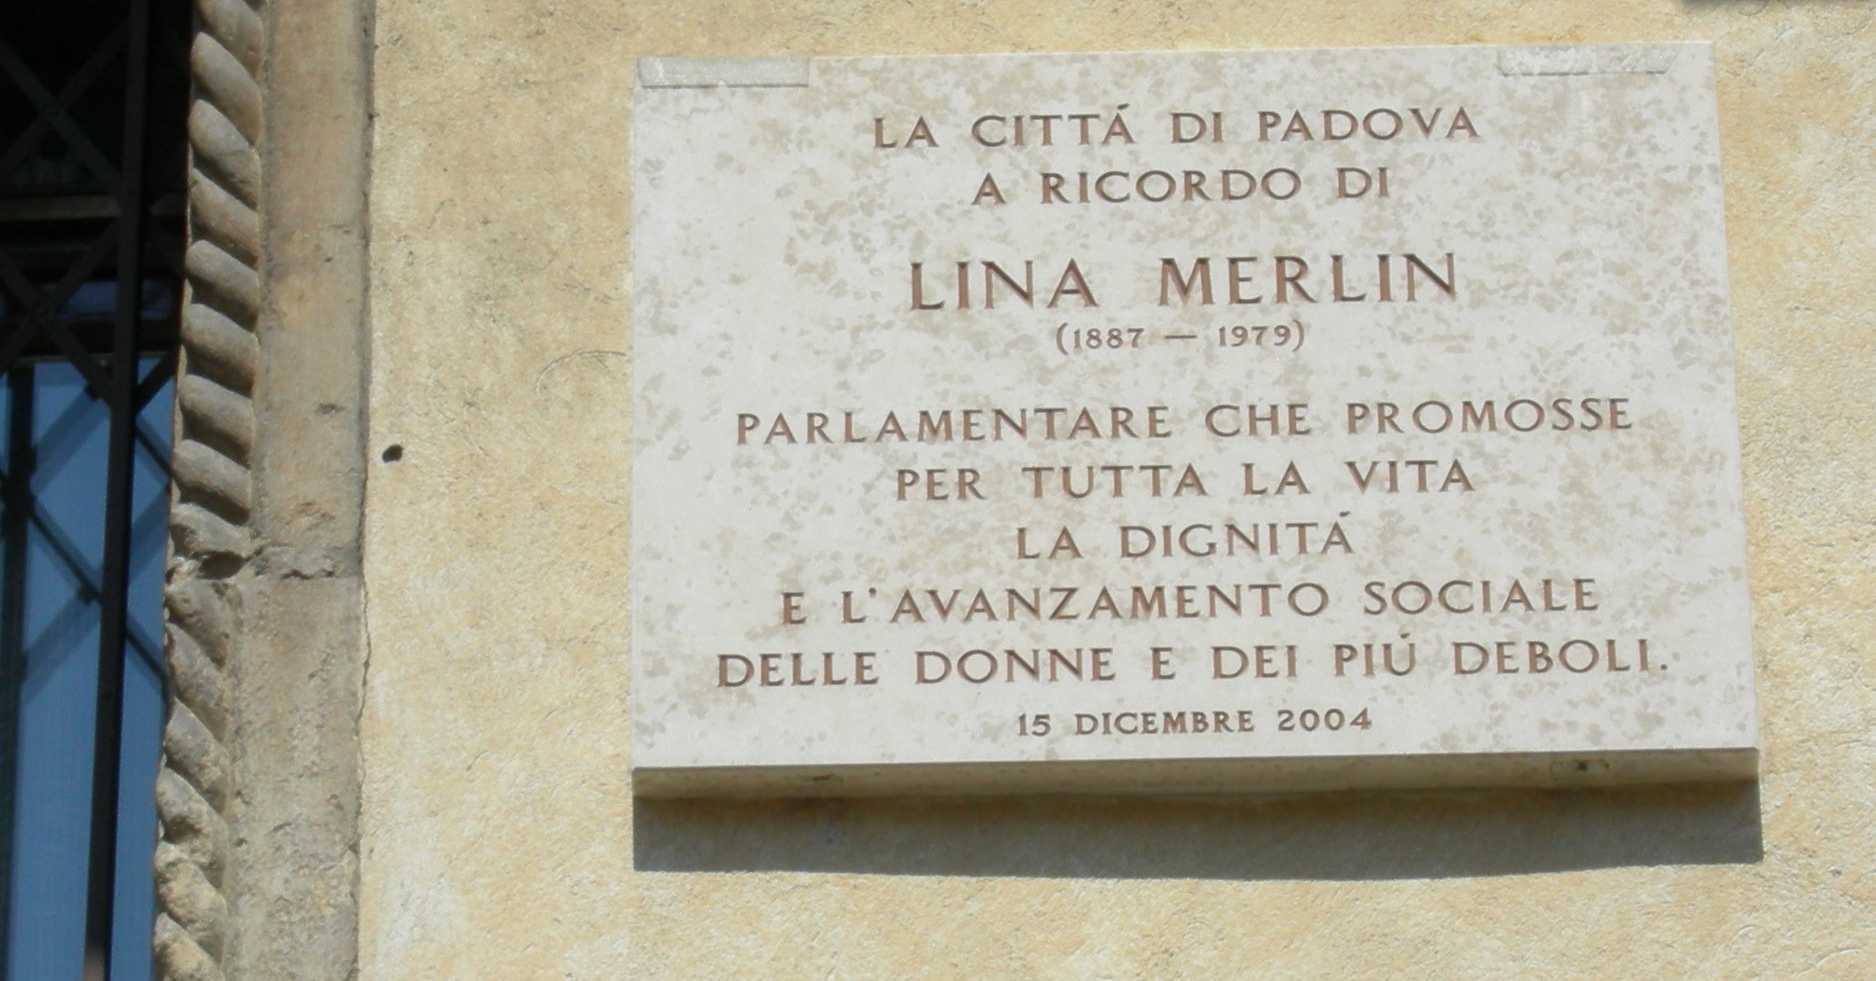 LA CITTÁ DI PADOVA
A RICORDO DI
LINA MERLIN
(1887 — 1979)
PARLAMENTARE CHE PROMOSSE
PER TUTTA LA VITA
LA DIGNITÁ
E L'AVANZAMENTO SOCIALE
DELLE DONNE E DEI PIÚ DEBOLI.
15 DICEMBRE 2004